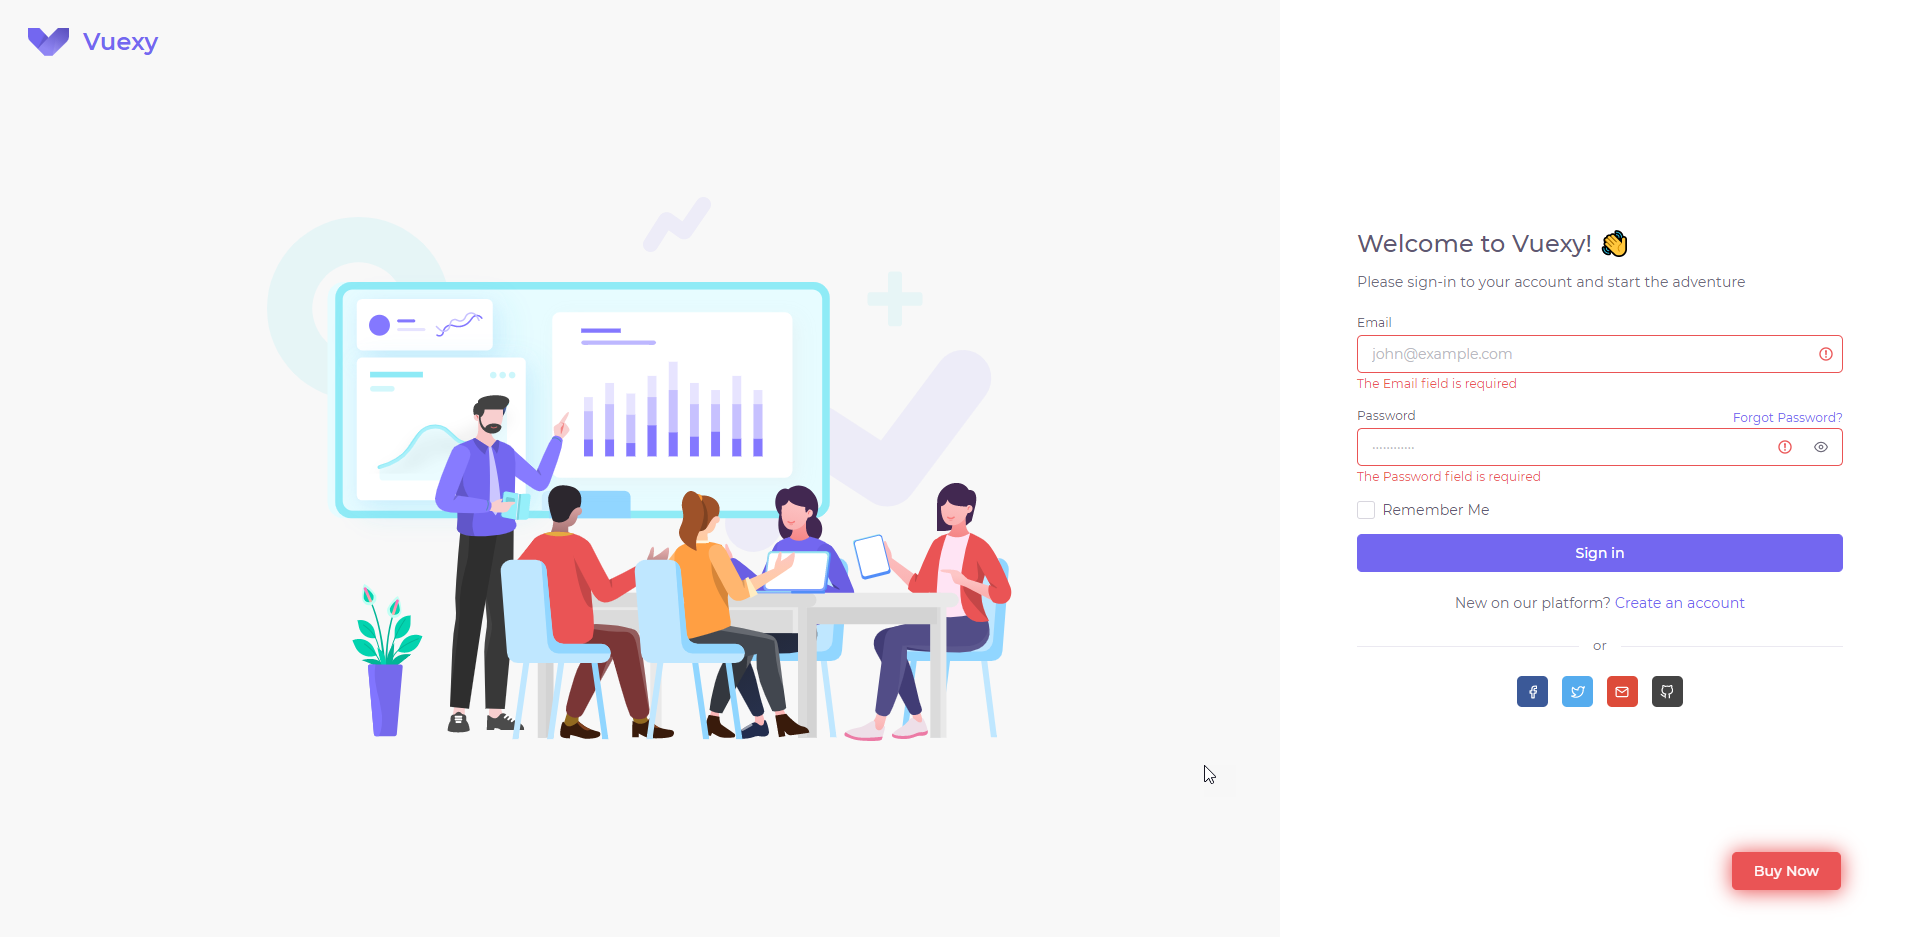 Vuexy
Welcome to Vuexy! 👋
Please sign-in to your account and start the adventure
Email
john@example.com
The Email field is required
Password
Forgot Password?
············
The Password field is required
Remember Me
Sign in
New on our platform? Create an account
or
Buy Now